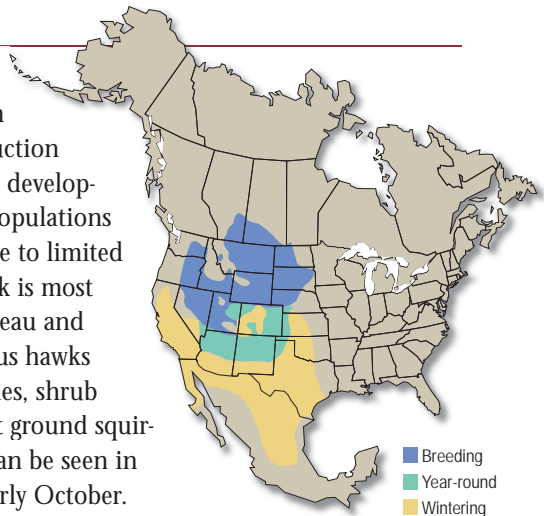 uction
develop-
opulations
e to limited
k is most
eau and
us hawks
es, shrub
t ground squir-
an be seen in
rly October.
Breeding
Year-round
Wintering